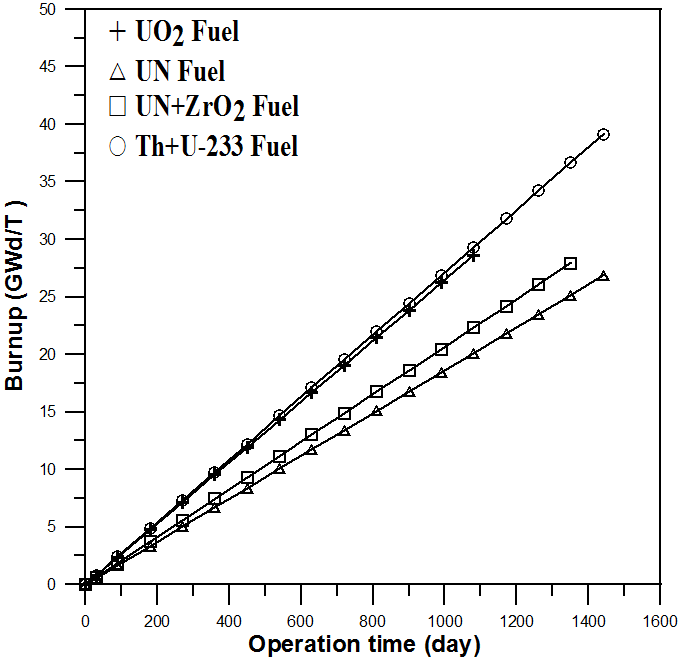 50
45
40
35
30
25
20
15
10
5
0
Burnup (GWd/T )
UO2 Fuel
UN Fuel
UN+ZrO2 Fuel
Th+U-233 Fuel
0 200 400 600 800 1000 1200 1400 1600
Operation time (day)